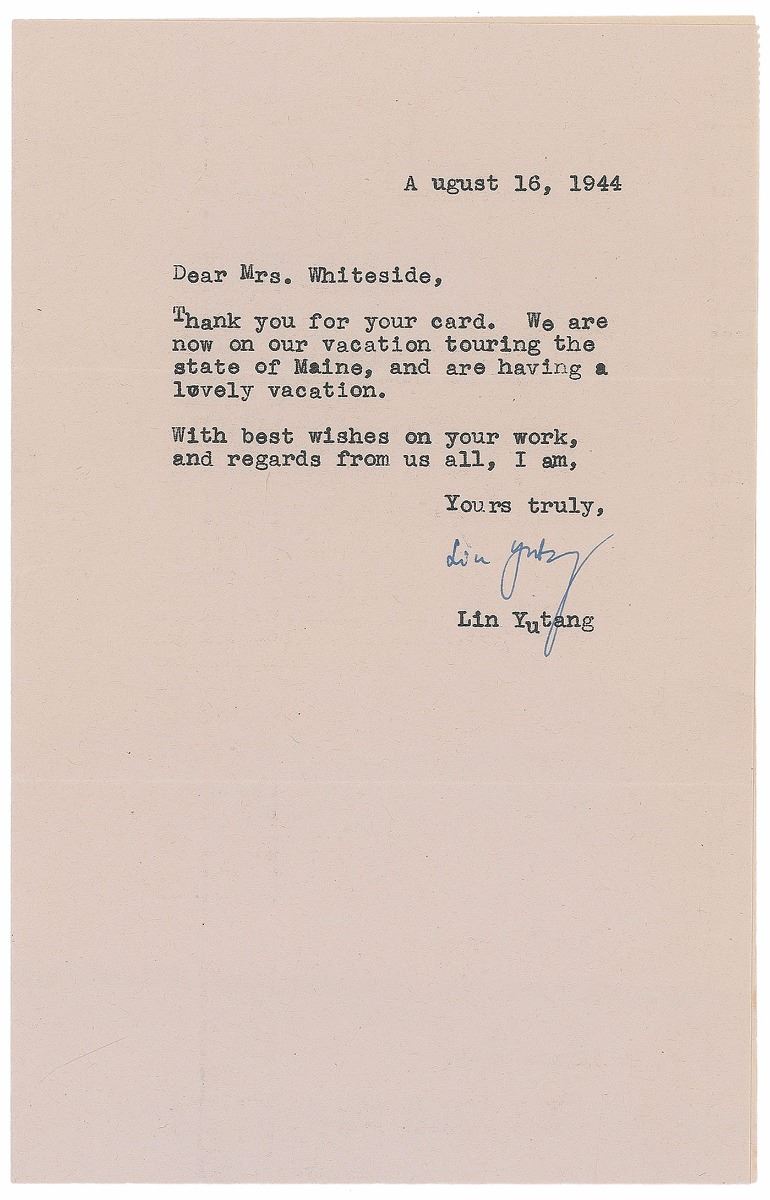 A ugust 16, 1944
Dear Mrs. Whiteside,
Thank you for your card. We are
now on our vacation touring the
state of Maine, and are having a
lovely vacation.
With best wishes on your work,
and regards from us all, I am,
Yours truly,
Lin Yutang
Lin Yutang